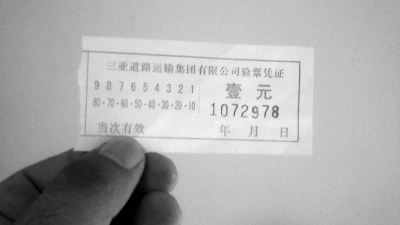 三亚道路运输集团有限公司验票凭证
9 8 7 6 5 4 3 2 1
80·70·60·50·40·30·20·10
壹元
1072978
当次有效
年 月 日